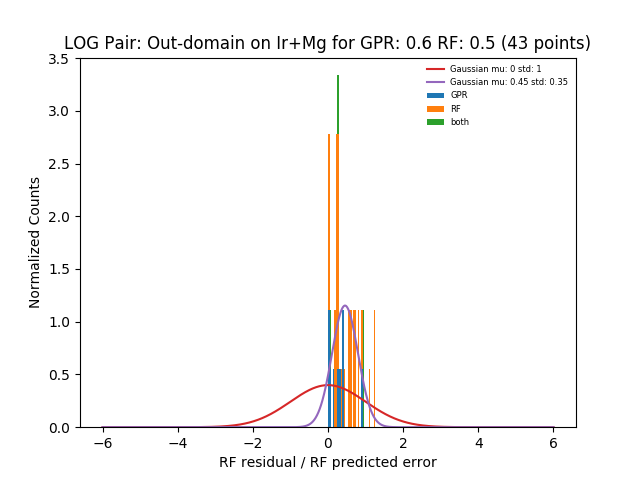 LOG Pair: Out-domain on Ir+Mg for GPR: 0.6 RF: 0.5 (43 points)
3.5
3.0
2.5
2.0
1.5
1.0
0.5
0.0
Normalized Counts
Gaussian mu: 0 std: 1
Gaussian mu: 0.45 std: 0.35
GPR
RF
both
−6 −4 −2 0 2 4 6
RF residual / RF predicted error